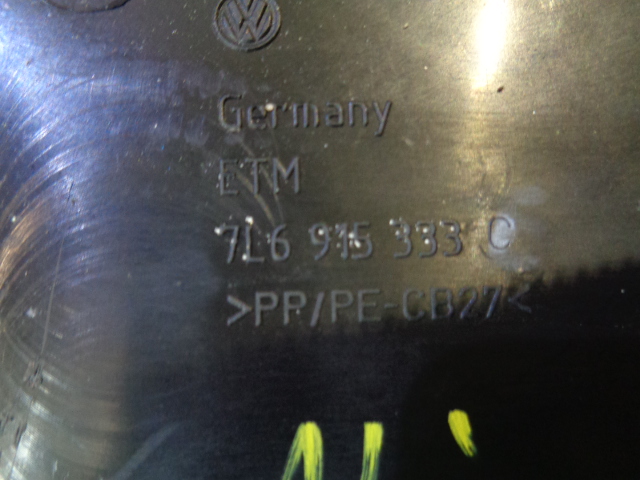 Germany
ETM
7L6 915 333 C
>PP/PE-CB27<